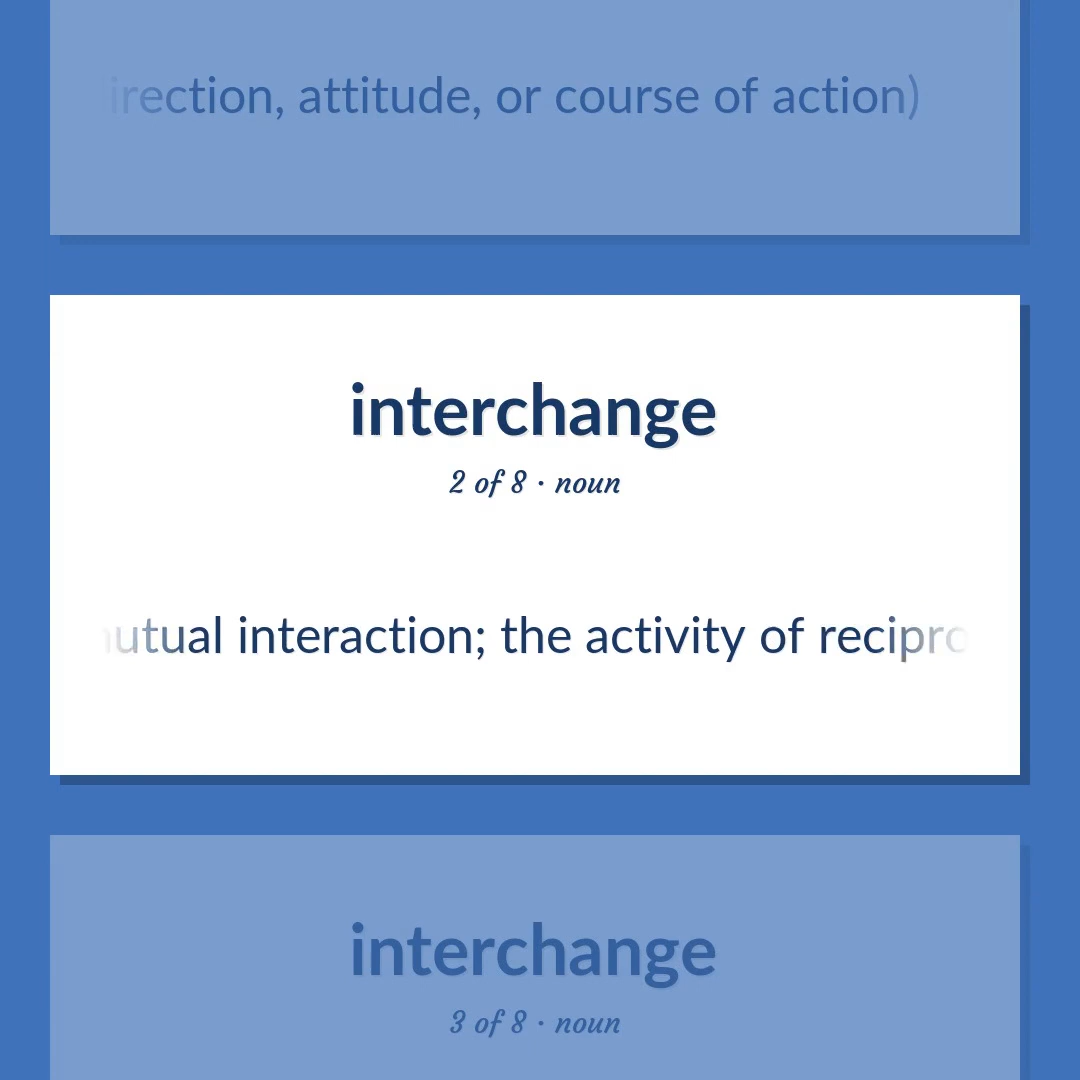 irection, attitude, or course of action)
interchange
2 of 8 · noun
utual interaction; the activity of recipro
interchange
3 of 8 · noun